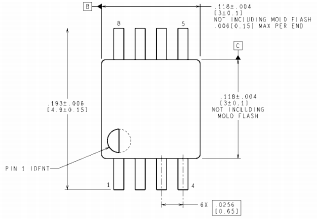 B
.118±.004
[3±0.1]
NOT INCLUDING MOLD FLASH
.006[0.15] MAX PER END
8
5
C
.193±.006
[4.9±0.15]
.118±.004
[3±0.1]
NOT INCLUDING
MOLD FLASH
PIN 1 IDENT
1
4
6X
.0256
[0.65]